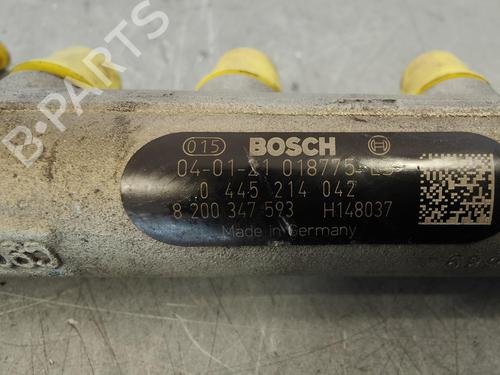 B-PARTS
015 BOSCH
04-01-21 018775
0 445 214 042
8 200 347 593 H148037
Made in Germany